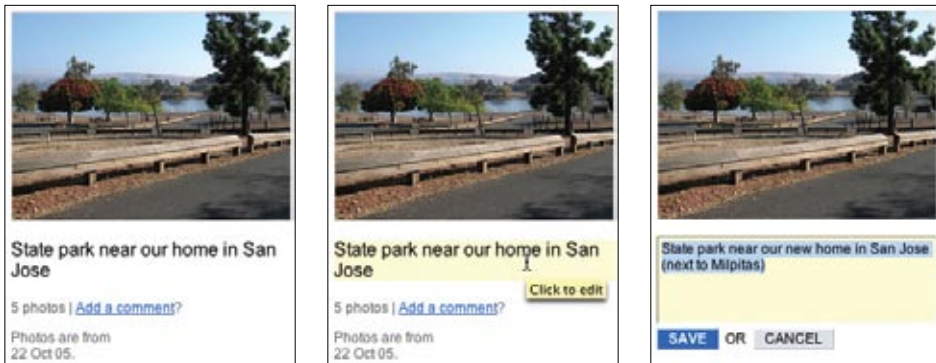 State park near our home in San
Jose
5 photos | Add a comment?
Photos are from
22 Oct 05.
State park near our home in San
Jose
Click to edit
5 photos | Add a comment?
Photos are from
22 Oct 05.
State park near our new home in San Jose
(next to Milpitas)
SAVE OR CANCEL